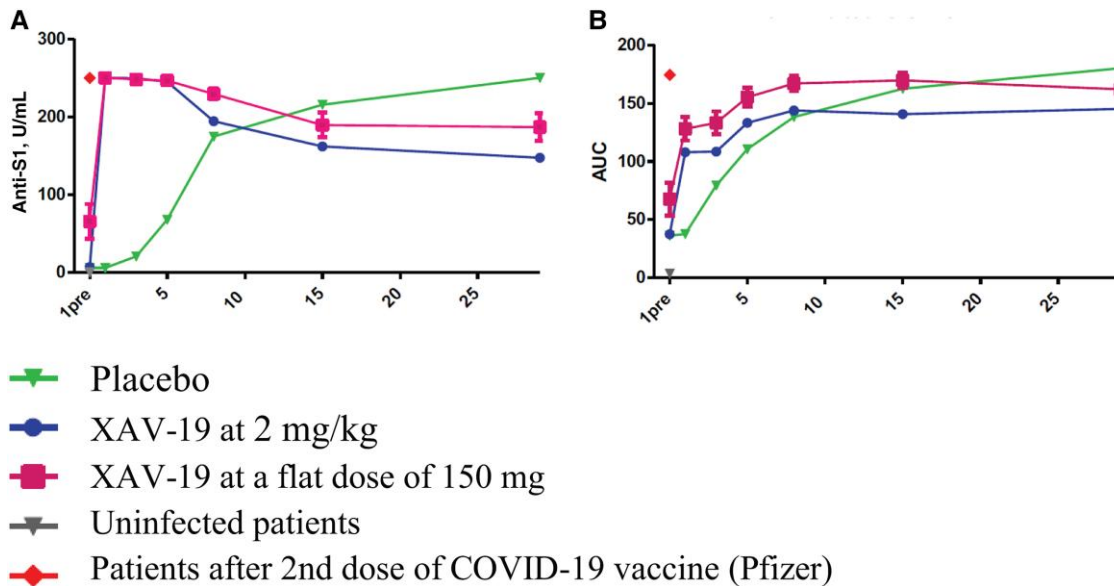 A
B
300
200
100
0
Anti-S1, U/mL
1pre
5
10
15
20
25
200
150
100
50
0
AUC
1pre
5
10
15
20
25
Placebo
XAV-19 at 2 mg/kg
XAV-19 at a flat dose of 150 mg
Uninfected patients
Patients after 2nd dose of COVID-19 vaccine (Pfizer)